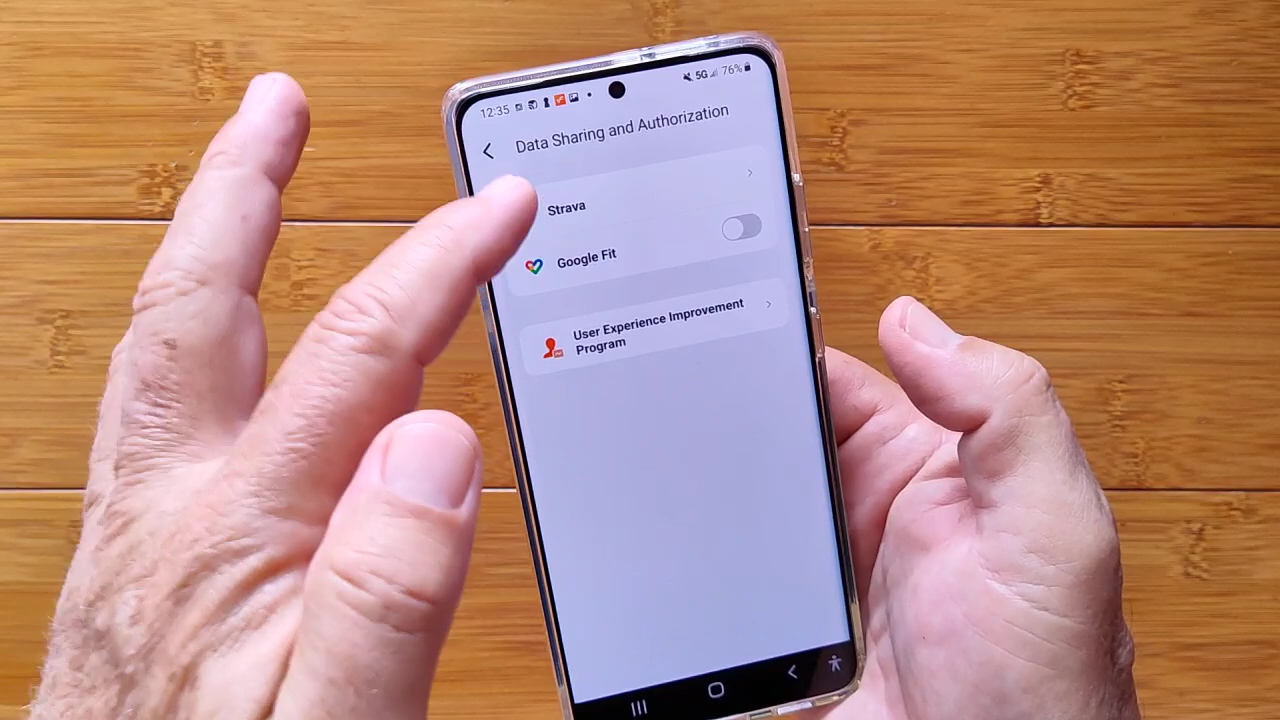 12:35 5G 76%
Data Sharing and Authorization
Strava
Google Fit
User Experience Improvement
Program